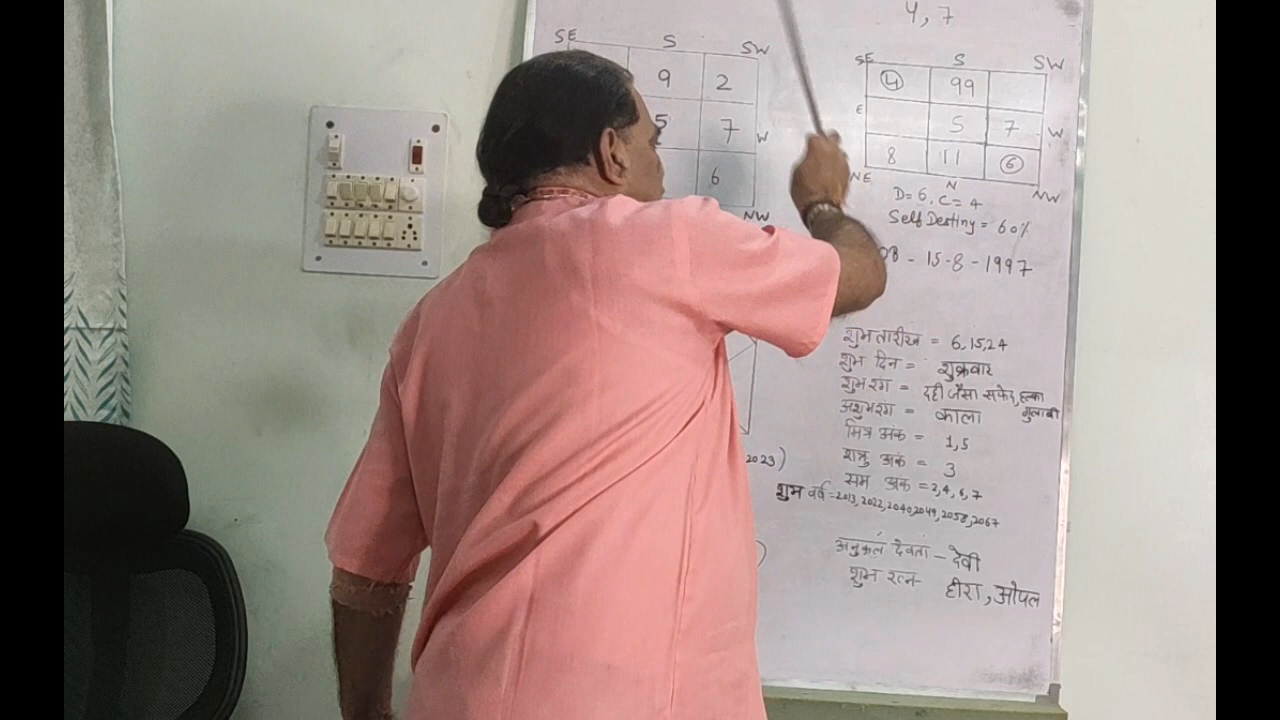 4, 7
SE S SW
9 2
5 7 W
6
NW
SE S SW
4 99
E 5 7 W
8 11 6
NE N NW
D=6, C=4
Self Destiny = 60%
- 15-8-1997
शुभ तारीख = 6,15,24
शुभ दिन = शुक्रवार
शुभ रंग = दही जैसा सफेद, हल्का
गुलाबी
अशुभ रंग = काला
मित्र अंक = 1,5
शत्रु अंक = 3
सम अंक = 2,4,6,7
2023)
शुभ वर्ष - 2013, 2022, 2040, 2049, 2058, 2067
अनुकूल देवता - देवी
शुभ रत्न - हीरा, ओपल